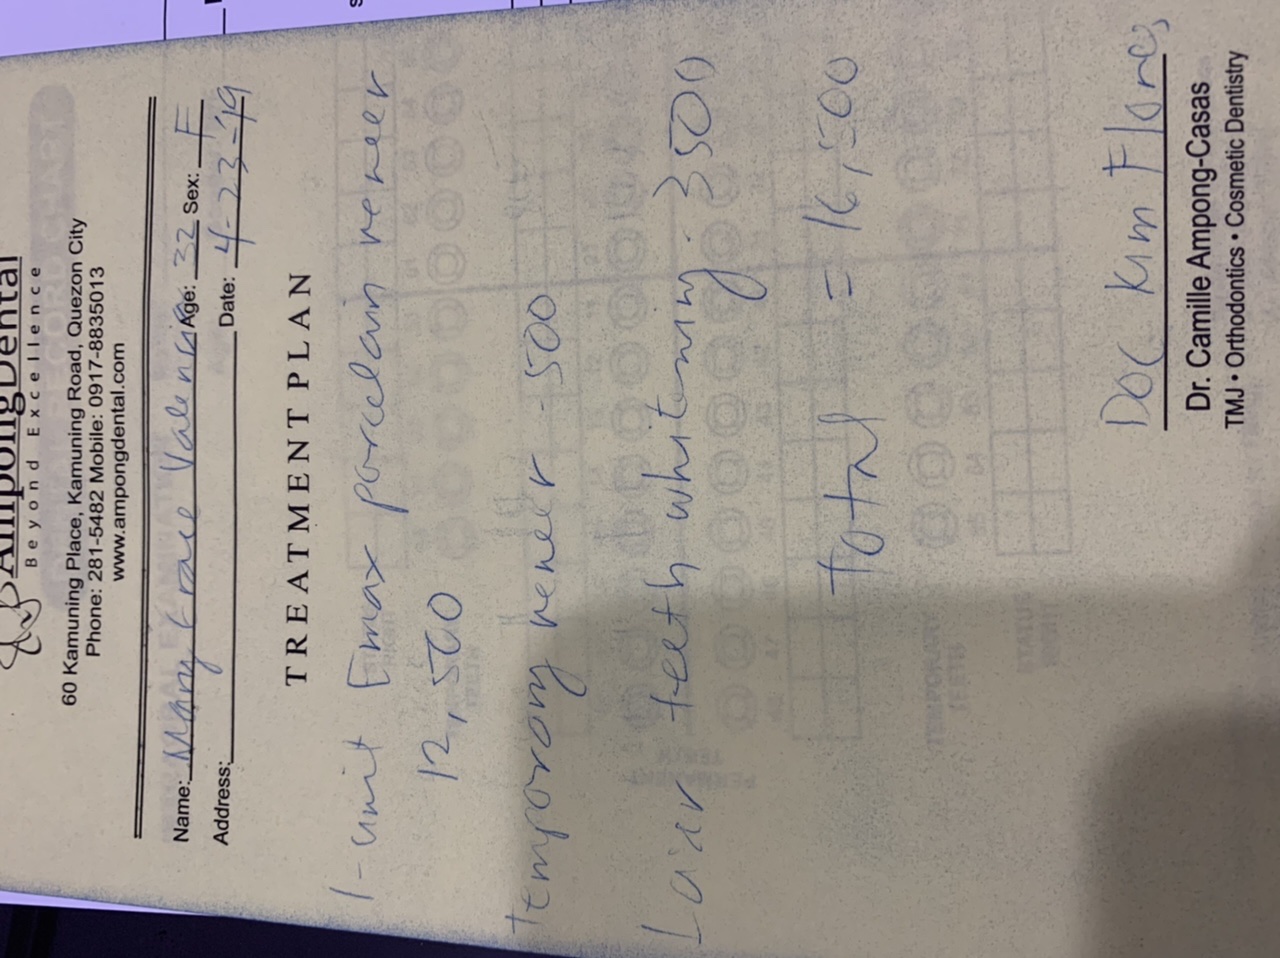 AmpongDental
Beyond Excellence
60 Kamuning Place, Kamuning Road, Quezon City
Phone: 281-5482 Mobile: 0917-8835013
www.ampongdental.com
Name: Mary Grace Valencia Age: 32 Sex: F
Address: Date: 4-23-19
TREATMENT PLAN
1-unit Emax porcelain veneer
12,500
temporary veneer - 500
Laser teeth whitening. 3500
Total = 16,500
Doc Kim Flores
Dr. Camille Ampong-Casas
TMJ • Orthodontics • Cosmetic Dentistry